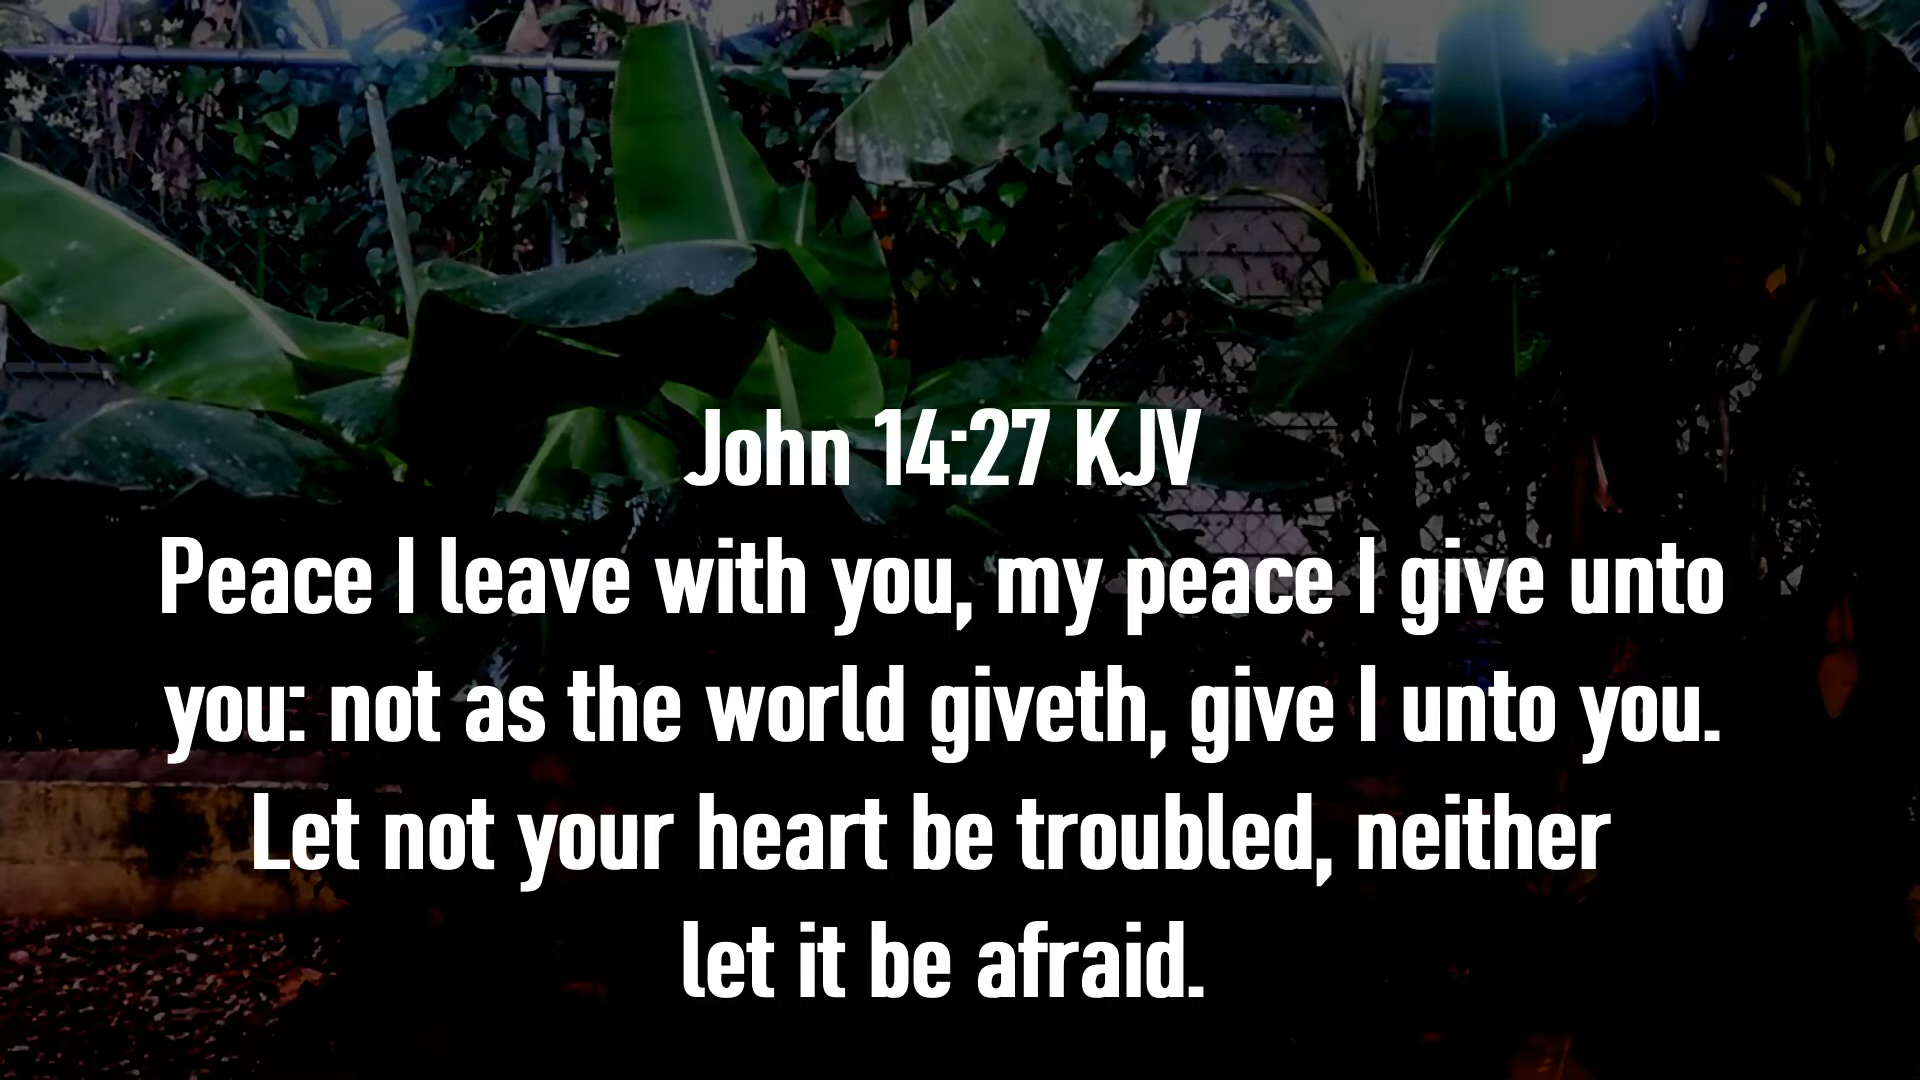 John 14:27 KJV
Peace I leave with you, my peace I give unto
you: not as the world giveth, give I unto you.
Let not your heart be troubled, neither
let it be afraid.